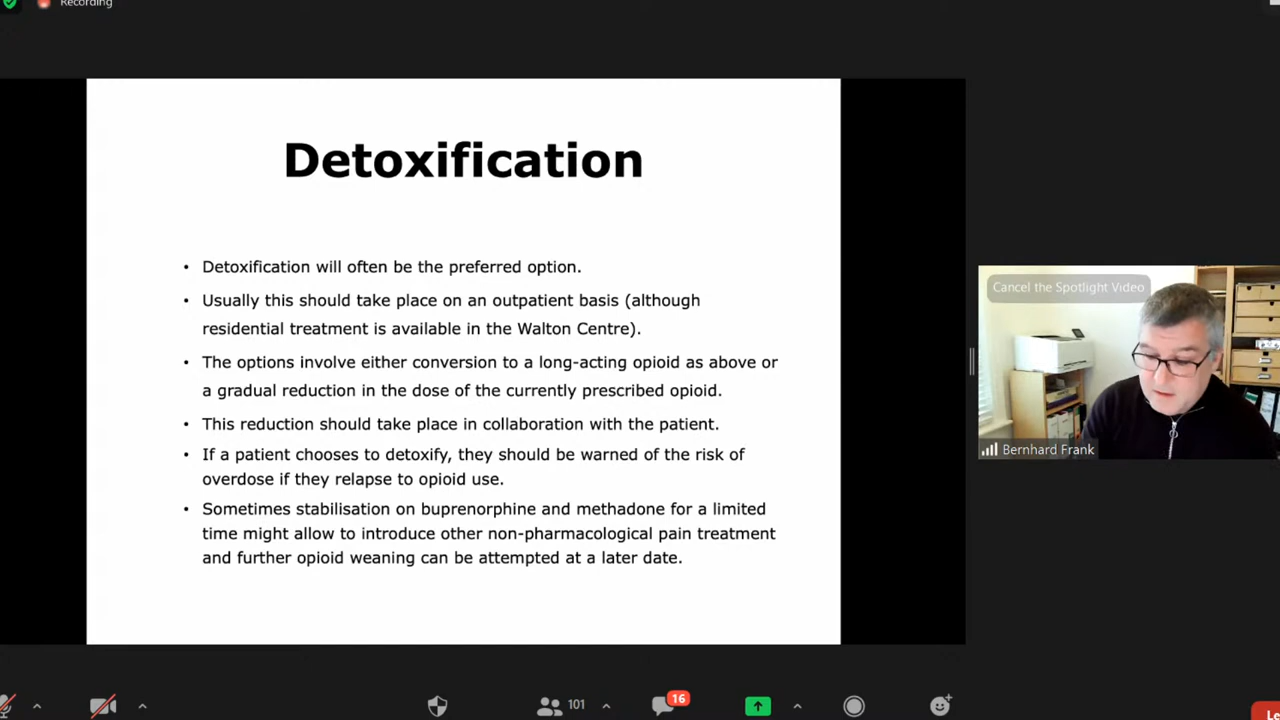 Recording
Detoxification
• Detoxification will often be the preferred option.
• Usually this should take place on an outpatient basis (although
residential treatment is available in the Walton Centre).
• The options involve either conversion to a long-acting opioid as above or
a gradual reduction in the dose of the currently prescribed opioid.
• This reduction should take place in collaboration with the patient.
• If a patient chooses to detoxify, they should be warned of the risk of
overdose if they relapse to opioid use.
• Sometimes stabilisation on buprenorphine and methadone for a limited
time might allow to introduce other non-pharmacological pain treatment
and further opioid weaning can be attempted at a later date.
Cancel the Spotlight Video
Bernhard Frank
101
16